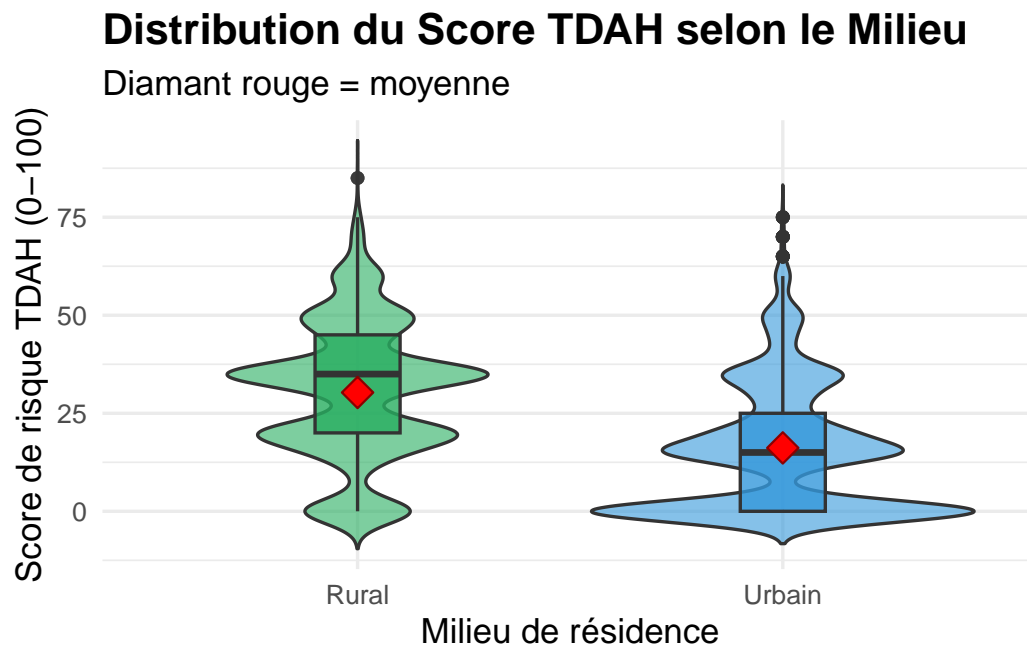 Distribution du Score TDAH selon le Milieu
Diamant rouge = moyenne
Score de risque TDAH (0−100)
75
50
25
0
Rural
Urbain
Milieu de résidence